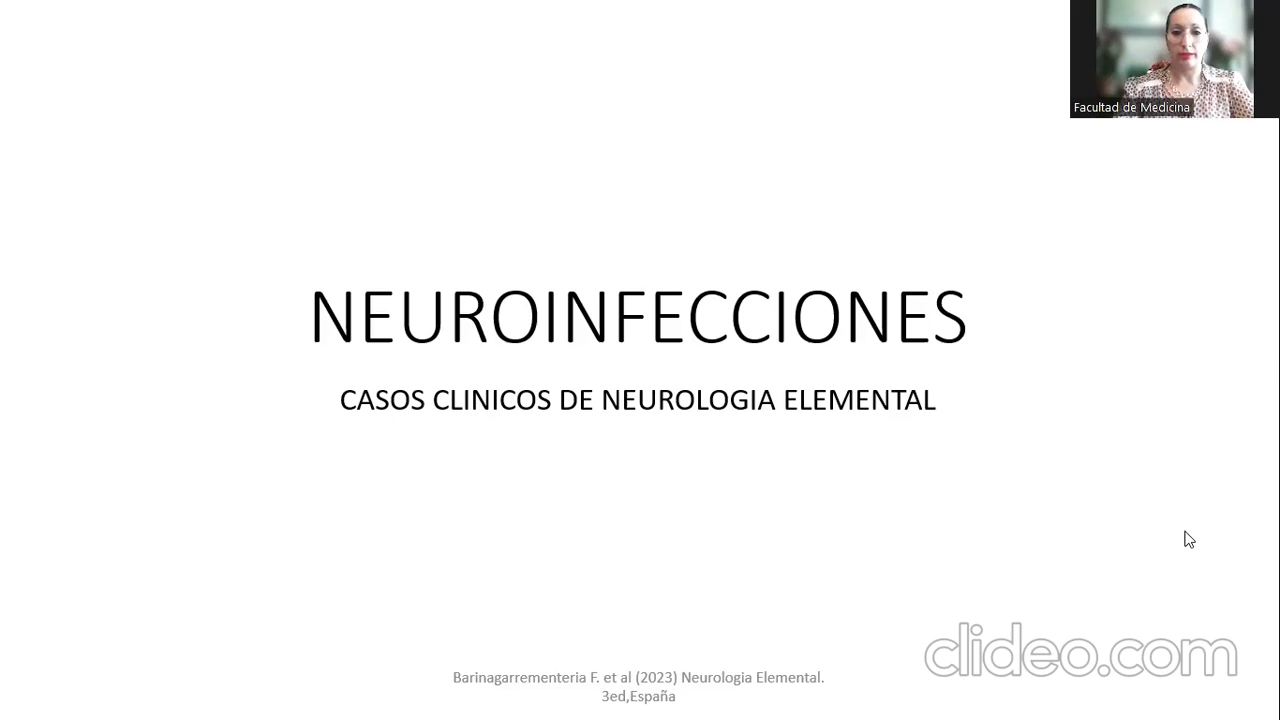 Facultad de Medicina
NEUROINFECCIONES
CASOS CLINICOS DE NEUROLOGIA ELEMENTAL
clideo.com
Barinagarrementeria F. et al (2023) Neurologia Elemental.
3ed,España